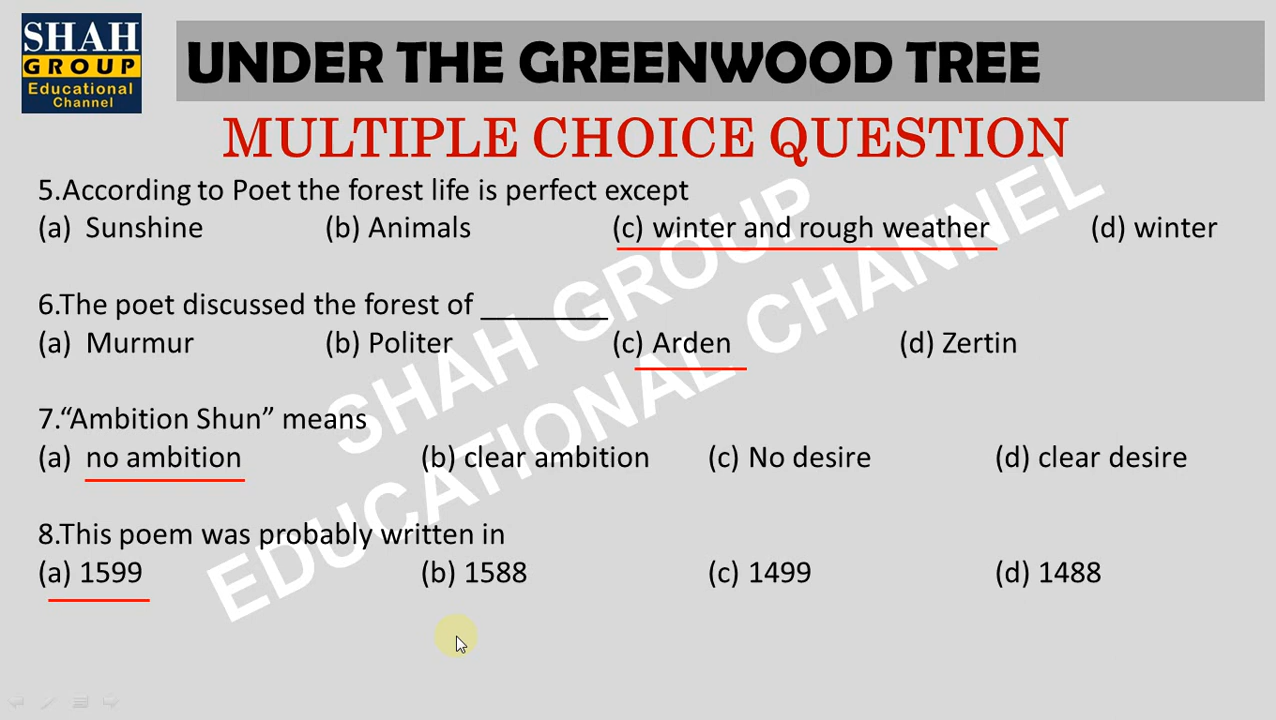 SHAH
GROUP
Educational
Channel
UNDER THE GREENWOOD TREE
MULTIPLE CHOICE QUESTION
5.According to Poet the forest life is perfect except
(a) Sunshine (b) Animals (c) winter and rough weather (d) winter
6.The poet discussed the forest of ________
(a) Murmur (b) Politer (c) Arden (d) Zertin
7.“Ambition Shun” means
(a) no ambition (b) clear ambition (c) No desire (d) clear desire
8.This poem was probably written in
(a) 1599 (b) 1588 (c) 1499 (d) 1488
SHAH GROUP
EDUCATIONAL CHANNEL